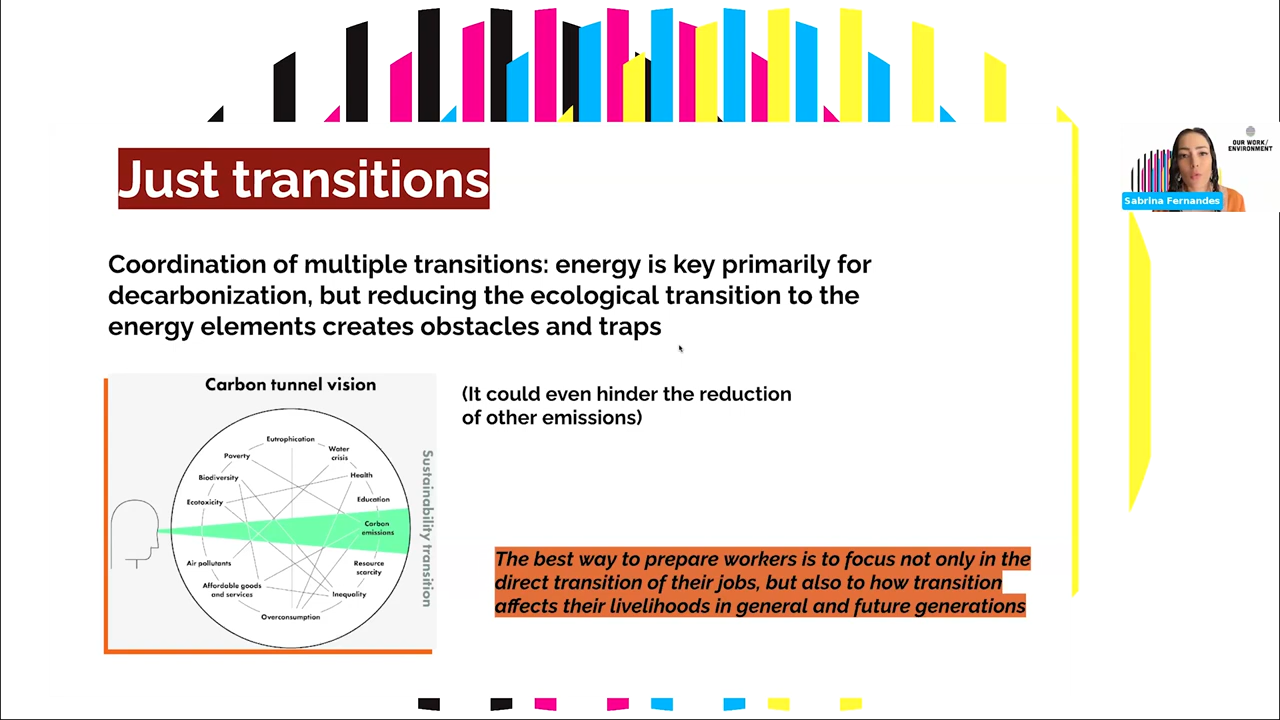 OUR WORK/
ENVIRONMENT
Sabrina Fernandes
Just transitions
Coordination of multiple transitions: energy is key primarily for
decarbonization, but reducing the ecological transition to the
energy elements creates obstacles and traps
Carbon tunnel vision
Eutrophication
Water
crisis
Poverty
Health
Biodiversity
Education
Ecotoxicity
Carbon
emissions
Air pollutants
Resource
scarcity
Affordable goods
and services
Inequality
Overconsumption
Sustainability transition
(It could even hinder the reduction
of other emissions)
The best way to prepare workers is to focus not only in the
direct transition of their jobs, but also to how transition
affects their livelihoods in general and future generations